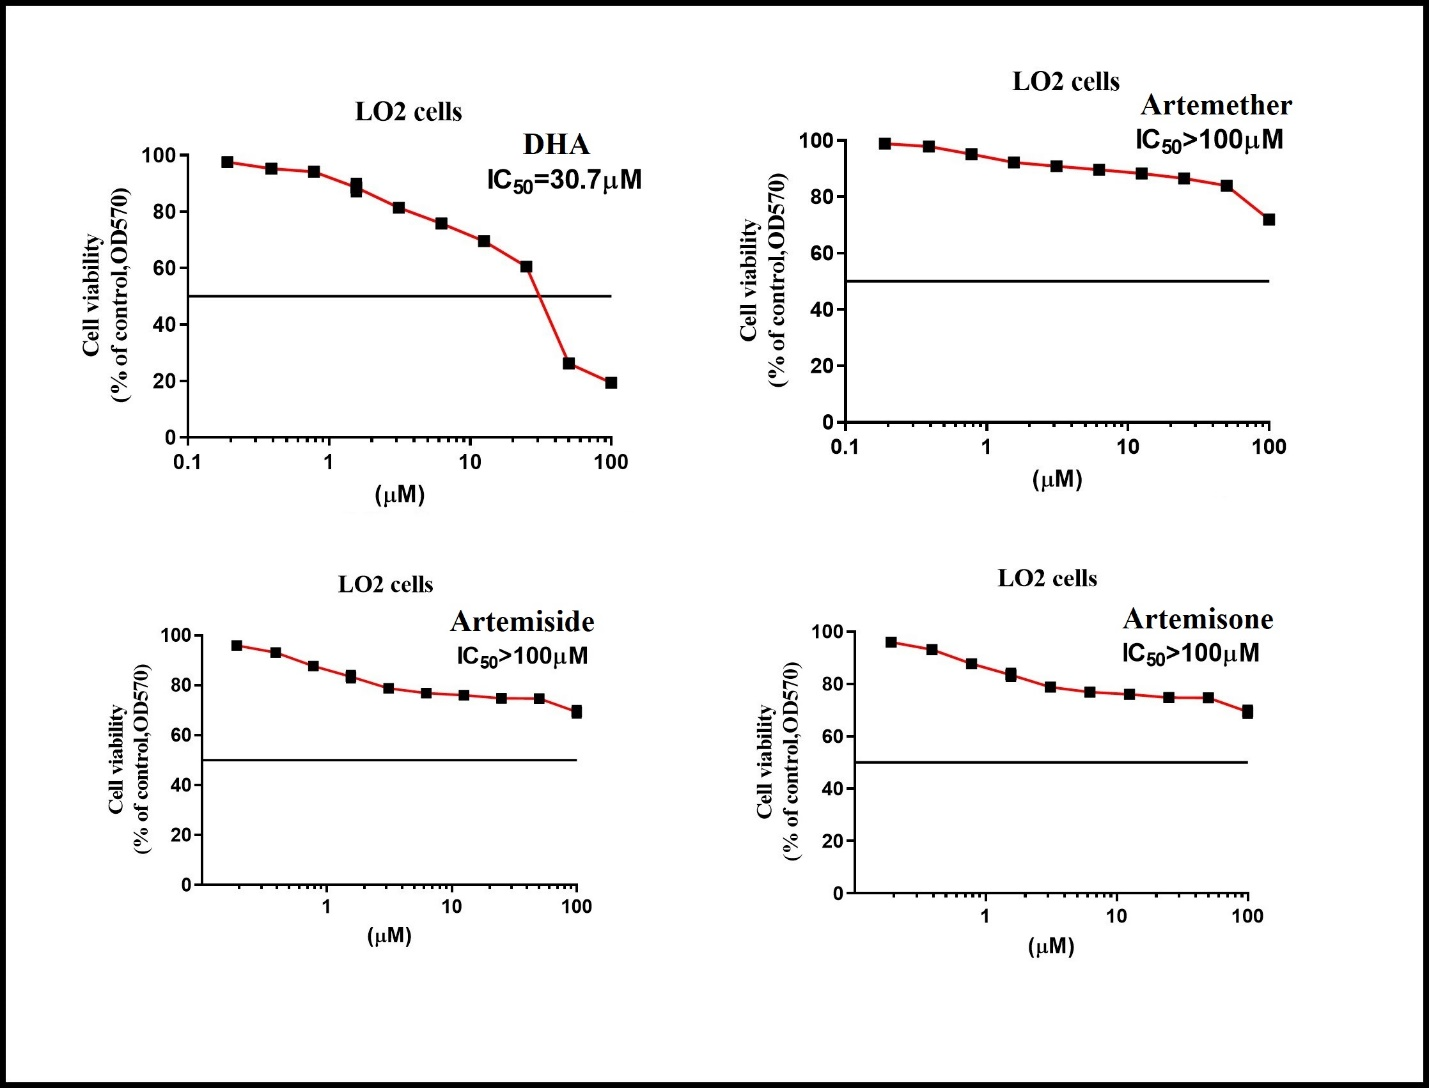 LO2 cells
DHA
IC50=30.7μM
Cell viability
(% of control,OD570)
100
80
60
40
20
0
0.1 1 10 100
(μM)
LO2 cells
Artemether
IC50>100μM
Cell viability
(% of control,OD570)
100
80
60
40
20
0
0.1 1 10 100
(μM)
LO2 cells
Artemiside
IC50>100μM
Cell viability
(% of control,OD570)
100
80
60
40
20
0
1 10 100
(μM)
LO2 cells
Artemisone
IC50>100μM
Cell viability
(% of control,OD570)
100
80
60
40
20
0
1 10 100
(μM)